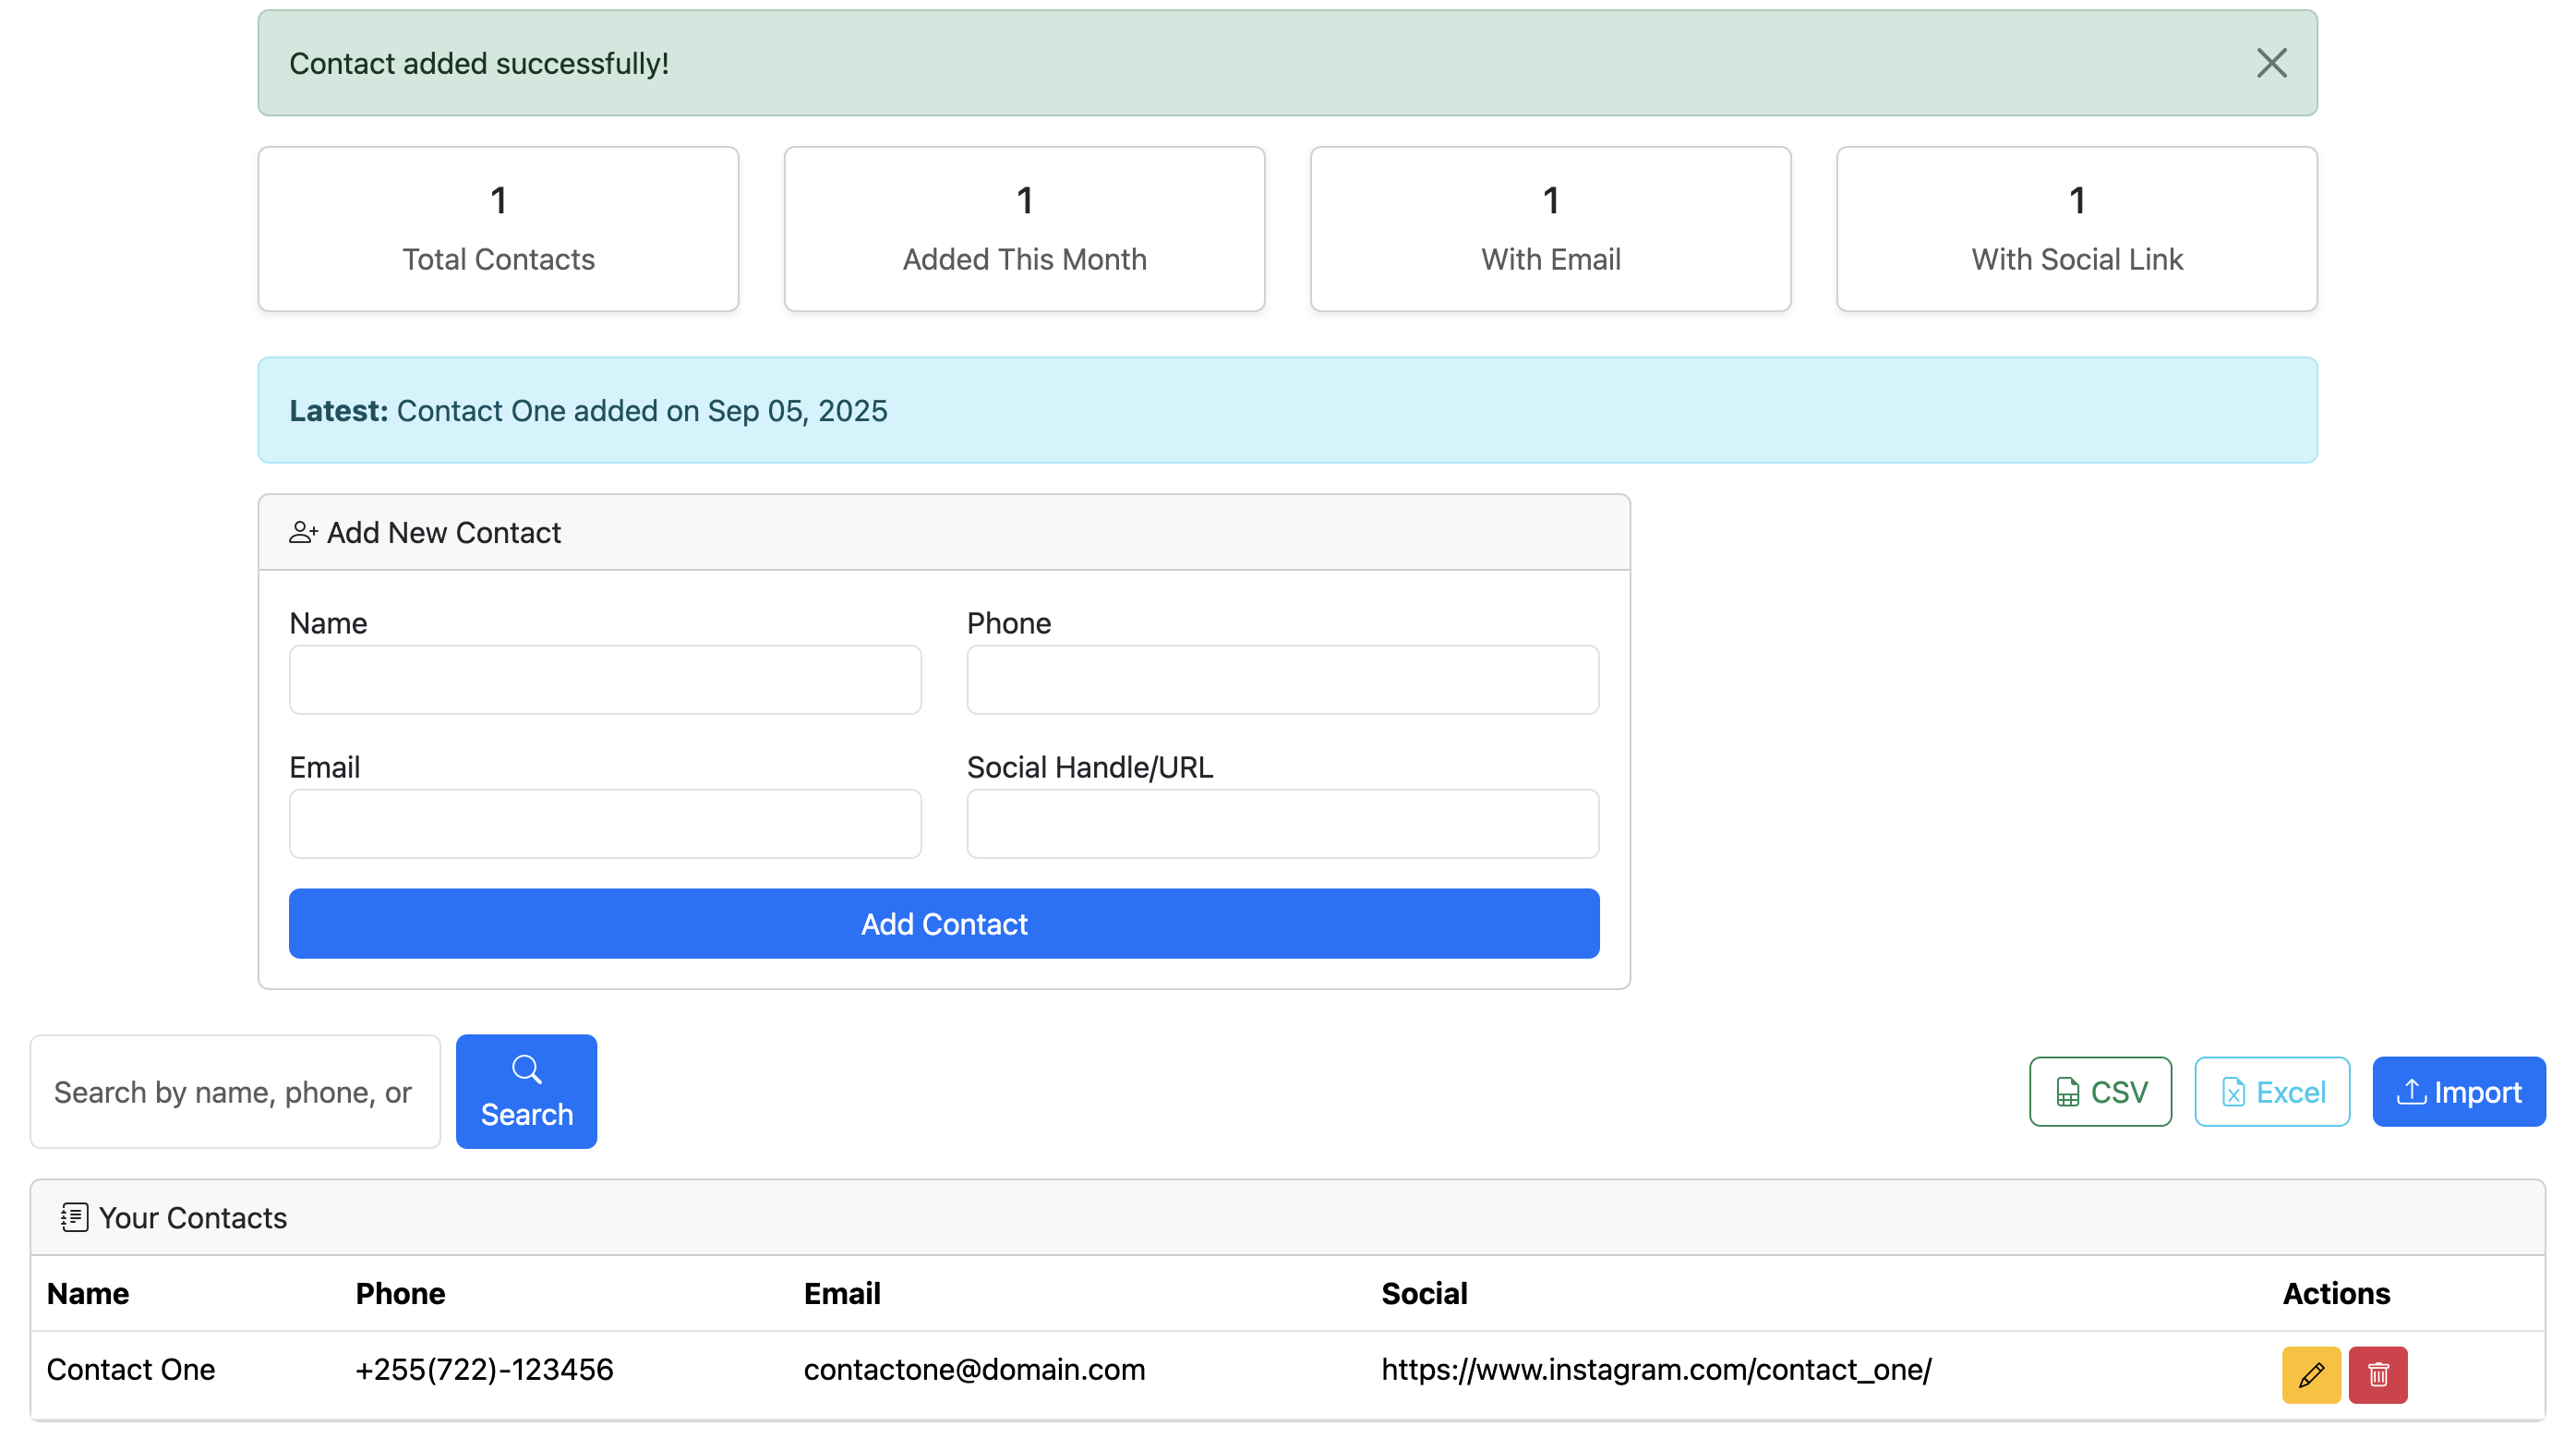 Contact added successfully!
1
Total Contacts
1
Added This Month
1
With Email
1
With Social Link
Latest: Contact One added on Sep 05, 2025
Add New Contact
Name
Phone
Email
Social Handle/URL
Add Contact
Search by name, phone, or
Search
CSV
Excel
Import
Your Contacts
Name Phone Email Social Actions
Contact One +255(722)-123456 contactone@domain.com https://www.instagram.com/contact_one/